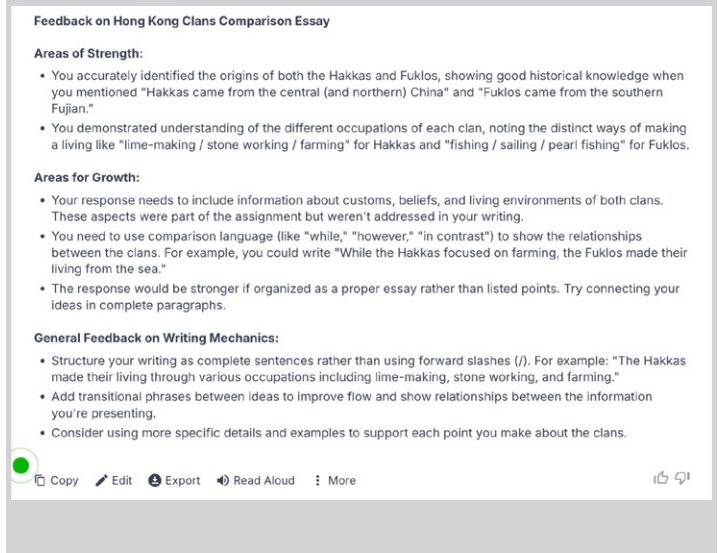 Feedback on Hong Kong Clans Comparison Essay
Areas of Strength:
• You accurately identified the origins of both the Hakkas and Fuklos, showing good historical knowledge when
you mentioned "Hakkas came from the central (and northern) China" and "Fuklos came from the southern
Fujian."
• You demonstrated understanding of the different occupations of each clan, noting the distinct ways of making
a living like "lime-making / stone working / farming" for Hakkas and "fishing / sailing / pearl fishing" for Fuklos.
Areas for Growth:
• Your response needs to include information about customs, beliefs, and living environments of both clans.
These aspects were part of the assignment but weren't addressed in your writing.
• You need to use comparison language (like "while," "however," "in contrast") to show the relationships
between the clans. For example, you could write "While the Hakkas focused on farming, the Fuklos made their
living from the sea."
• The response would be stronger if organized as a proper essay rather than listed points. Try connecting your
ideas in complete paragraphs.
General Feedback on Writing Mechanics:
• Structure your writing as complete sentences rather than using forward slashes (/). For example: "The Hakkas
made their living through various occupations including lime-making, stone working, and farming."
• Add transitional phrases between ideas to improve flow and show relationships between the information
you're presenting.
• Consider using more specific details and examples to support each point you make about the clans.
Copy Edit Export Read Aloud More